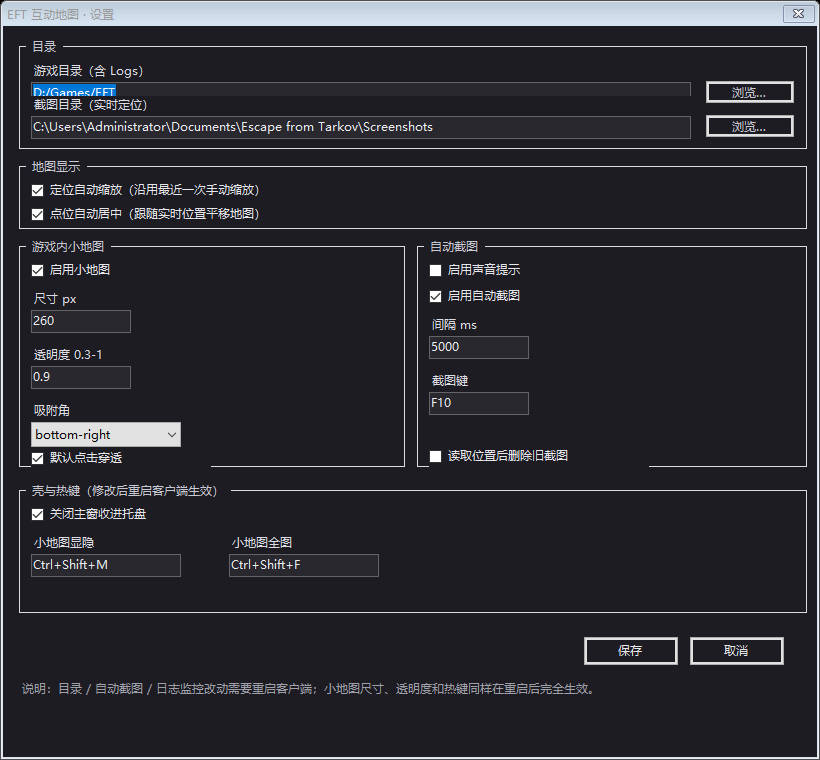 EFT 互动地图 · 设置
目录
游戏目录（含 Logs）
D:/Games/EFT
浏览...
截图目录（实时定位）
C:\Users\Administrator\Documents\Escape from Tarkov\Screenshots
浏览...
地图显示
定位自动缩放（沿用最近一次手动缩放）
点位自动居中（跟随实时位置平移地图）
游戏内小地图
启用小地图
尺寸 px
260
透明度 0.3-1
0.9
吸附角
bottom-right
默认点击穿透
自动截图
启用声音提示
启用自动截图
间隔 ms
5000
截图键
F10
读取位置后删除旧截图
壳与热键（修改后重启客户端生效）
关闭主窗收进托盘
小地图显隐
小地图全图
Ctrl+Shift+M
Ctrl+Shift+F
保存
取消
说明：目录 / 自动截图 / 日志监控改动需要重启客户端；小地图尺寸、透明度和热键同样在重启后完全生效。